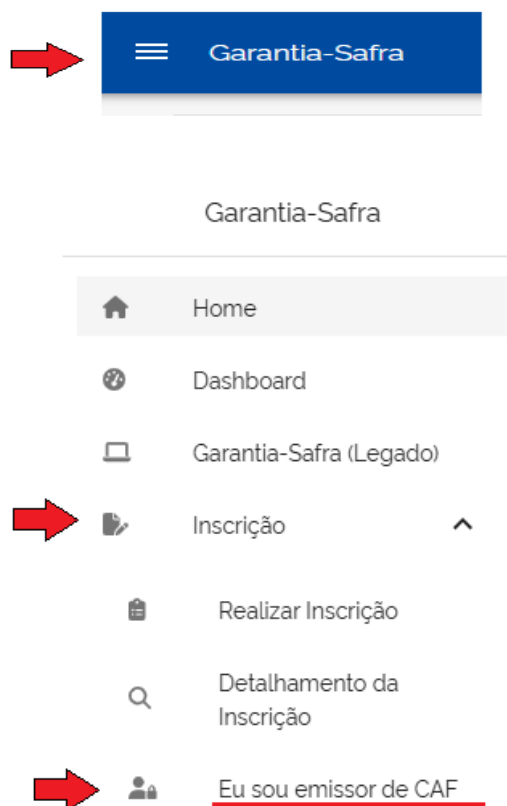 Garantia-Safra
Garantia-Safra
Home
Dashboard
Garantia-Safra (Legado)
Inscrição
Realizar Inscrição
Detalhamento da
Inscrição
Eu sou emissor de CAF